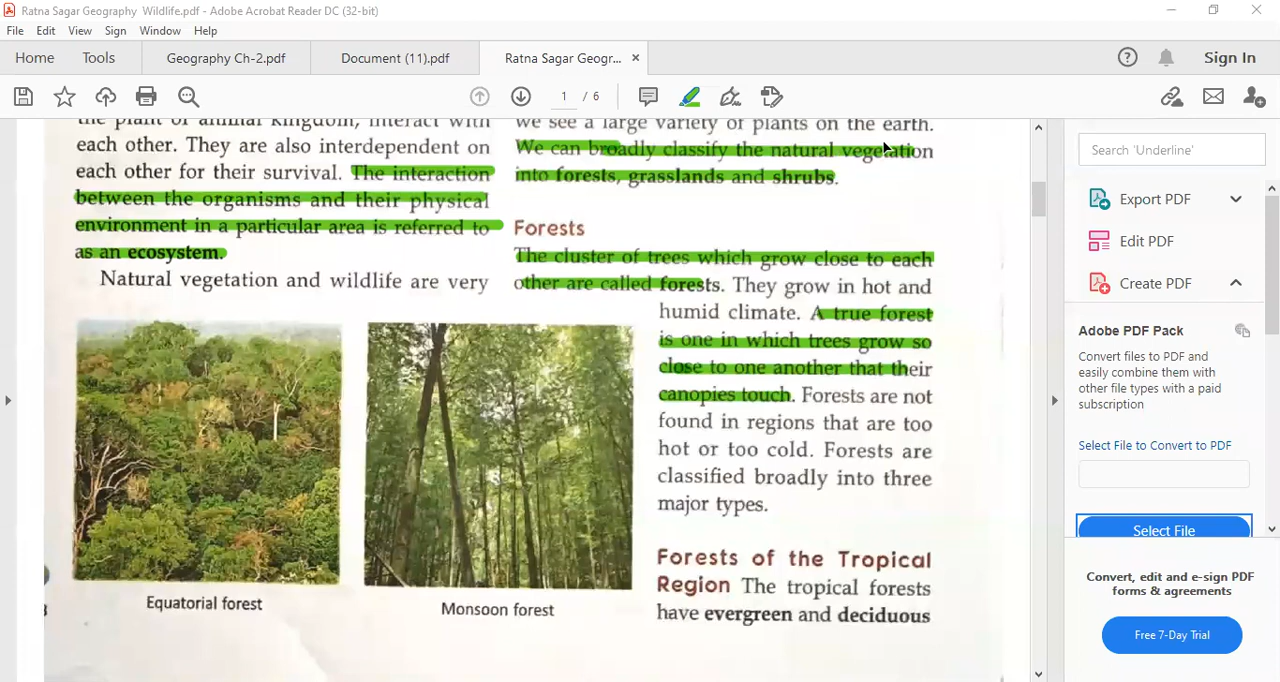 Ratna Sagar Geography Wildlife.pdf - Adobe Acrobat Reader DC (32-bit)
File Edit View Sign Window Help
Home Tools Geography Ch-2.pdf Document (11).pdf Ratna Sagar Geogr... × Sign In
1 / 6
the plant or animal kingdom, interact with
each other. They are also interdependent on
each other for their survival. The interaction
between the organisms and their physical
environment in a particular area is referred to
as an ecosystem.
Natural vegetation and wildlife are very
Equatorial forest
Monsoon forest
we see a large variety of plants on the earth.
We can broadly classify the natural vegetation
into forests, grasslands and shrubs.
Forests
The cluster of trees which grow close to each
other are called forests. They grow in hot and
humid climate. A true forest
is one in which trees grow so
close to one another that their
canopies touch. Forests are not
found in regions that are too
hot or too cold. Forests are
classified broadly into three
major types.
Forests of the Tropical
Region The tropical forests
have evergreen and deciduous
Search 'Underline'
Export PDF
Edit PDF
Create PDF
Adobe PDF Pack
Convert files to PDF and
easily combine them with
other file types with a paid
subscription
Select File to Convert to PDF
Select File
Convert, edit and e-sign PDF
forms & agreements
Free 7-Day Trial